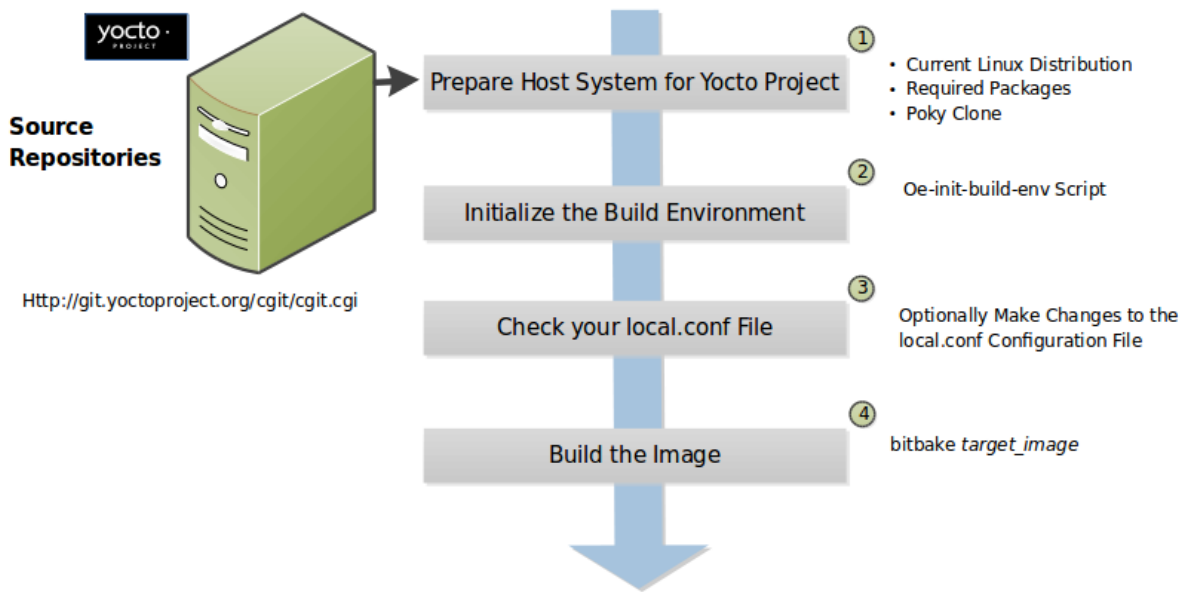 yocto ·
PROJECT
Source
Repositories
Http://git.yoctoproject.org/cgit/cgit.cgi
Prepare Host System for Yocto Project
1
• Current Linux Distribution
• Required Packages
• Poky Clone
Initialize the Build Environment
2
Oe-init-build-env Script
Check your local.conf File
3
Optionally Make Changes to the
local.conf Configuration File
Build the Image
4
bitbake target_image